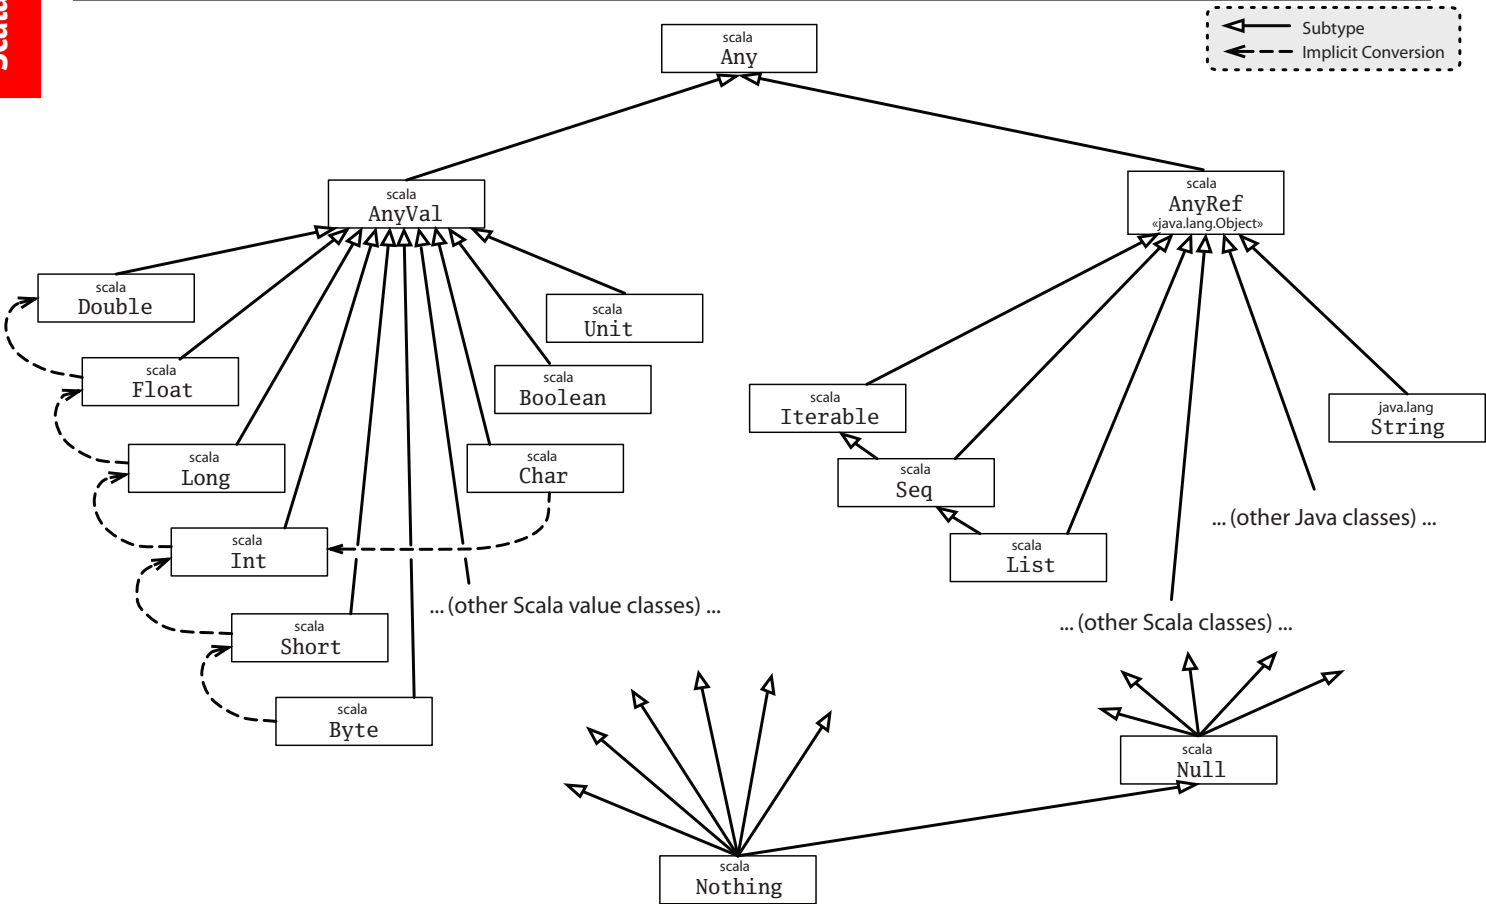 Scala
scala
Any
Subtype
Implicit Conversion
scala
AnyVal
scala
AnyRef
«java.lang.Object»
scala
Double
scala
Unit
scala
Float
scala
Boolean
scala
Iterable
java.lang
String
scala
Long
scala
Char
scala
Seq
... (other Java classes) ...
scala
Int
scala
List
... (other Scala value classes) ...
... (other Scala classes) ...
scala
Short
scala
Byte
scala
Null
scala
Nothing